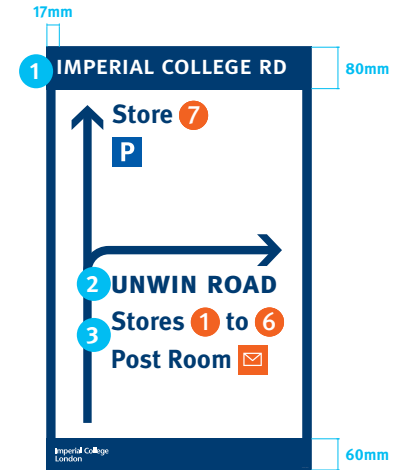 17mm
1 IMPERIAL COLLEGE RD 80mm
Store 7
P
2 UNWIN ROAD
3 Stores 1 to 6
Post Room
Imperial College
London
60mm